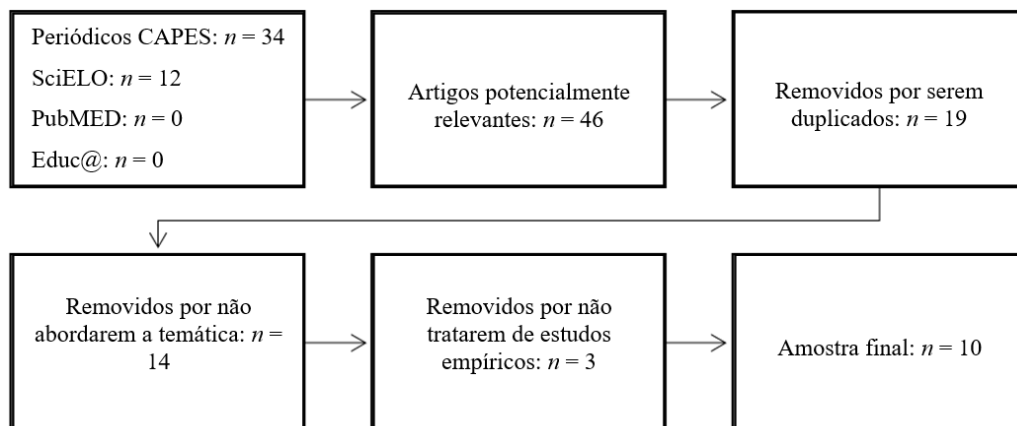 Periódicos CAPES: n = 34
SciELO: n = 12
PubMED: n = 0
Educ@: n = 0
Artigos potencialmente
relevantes: n = 46
Removidos por serem
duplicados: n = 19
Removidos por não
abordarem a temática: n =
14
Removidos por não
tratarem de estudos
empíricos: n = 3
Amostra final: n = 10